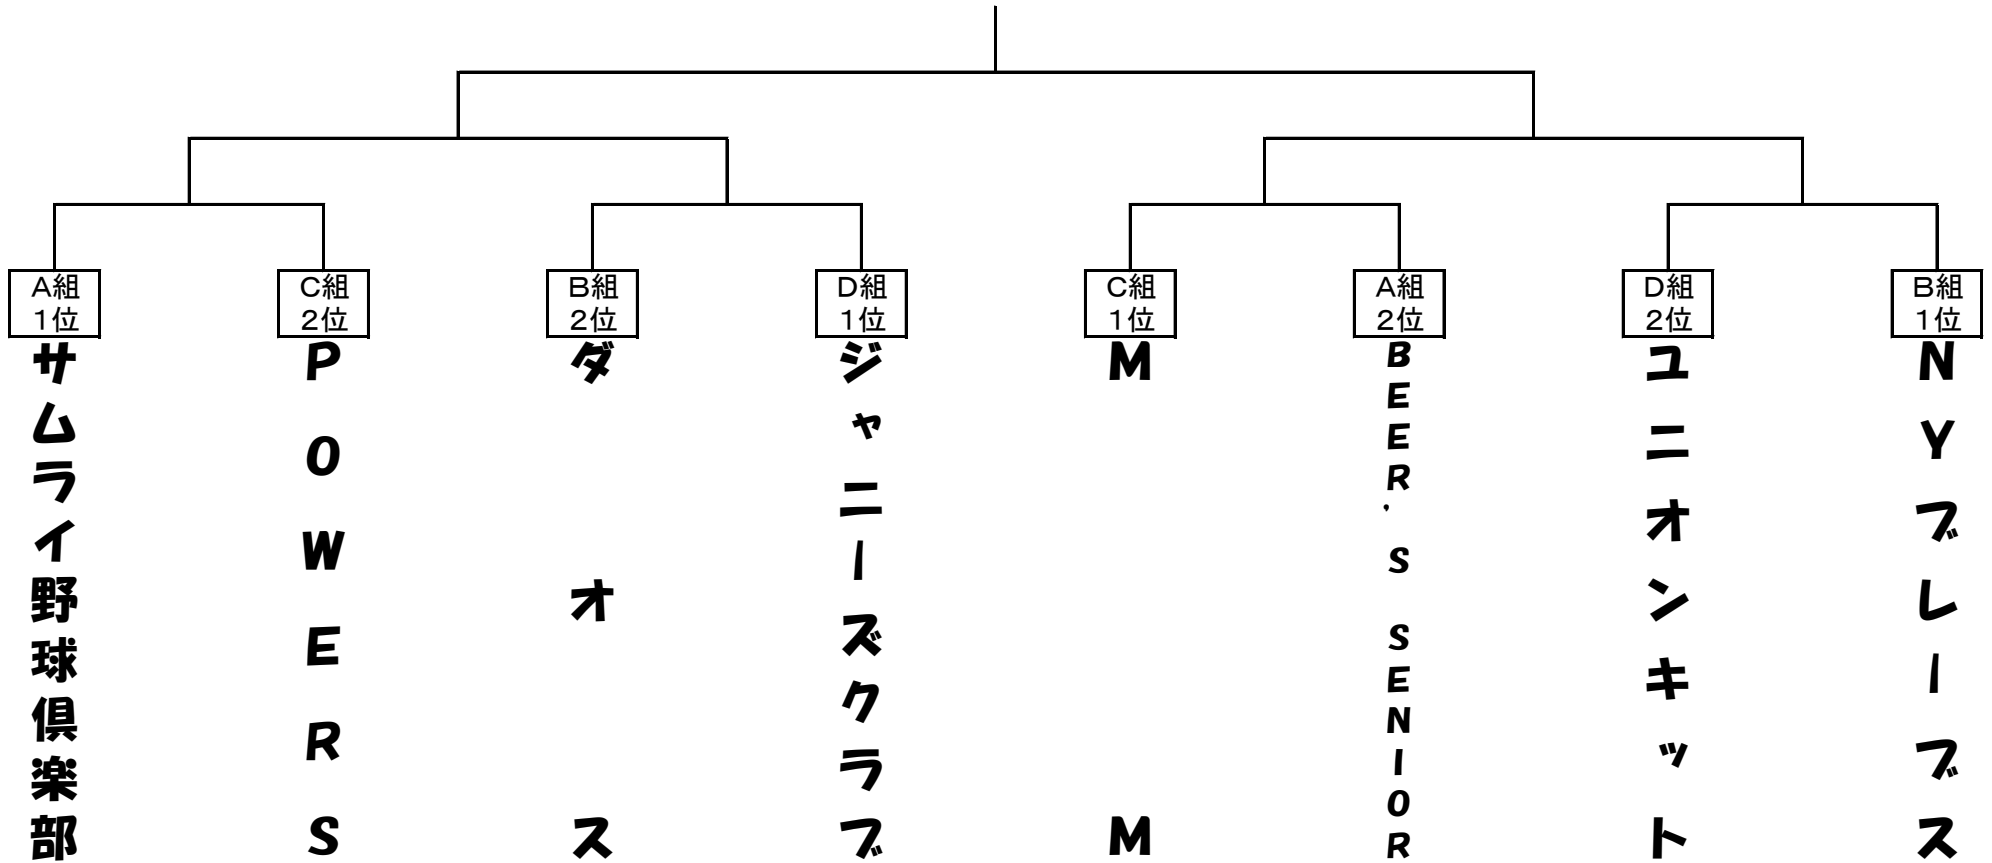 A組
1位
C組
2位
B組
2位
D組
1位
C組
1位
A組
2位
D組
2位
B組
1位
サムライ野球倶楽部
POWERS
ダオス
ジャニーズクラブ
MM
BEER’S SENIOR
ユニオンキット
NYブレーブス